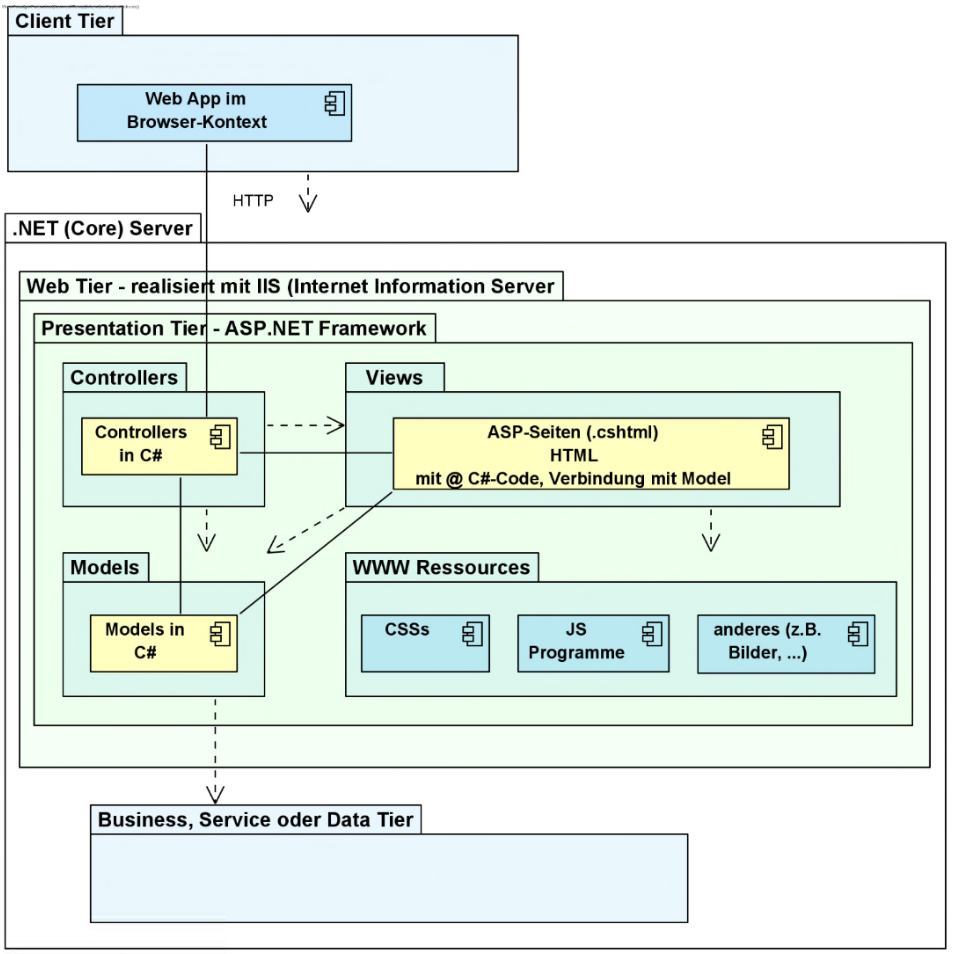 Client Tier
Web App im
Browser-Kontext
HTTP
.NET (Core) Server
Web Tier - realisiert mit IIS (Internet Information Server
Presentation Tier - ASP.NET Framework
Controllers
Views
Controllers
in C#
ASP-Seiten (.cshtml)
HTML
mit @ C#-Code, Verbindung mit Model
Models
WWW Ressources
Models in
C#
CSSs
JS
Programme
anderes (z.B.
Bilder, ...)
Business, Service oder Data Tier